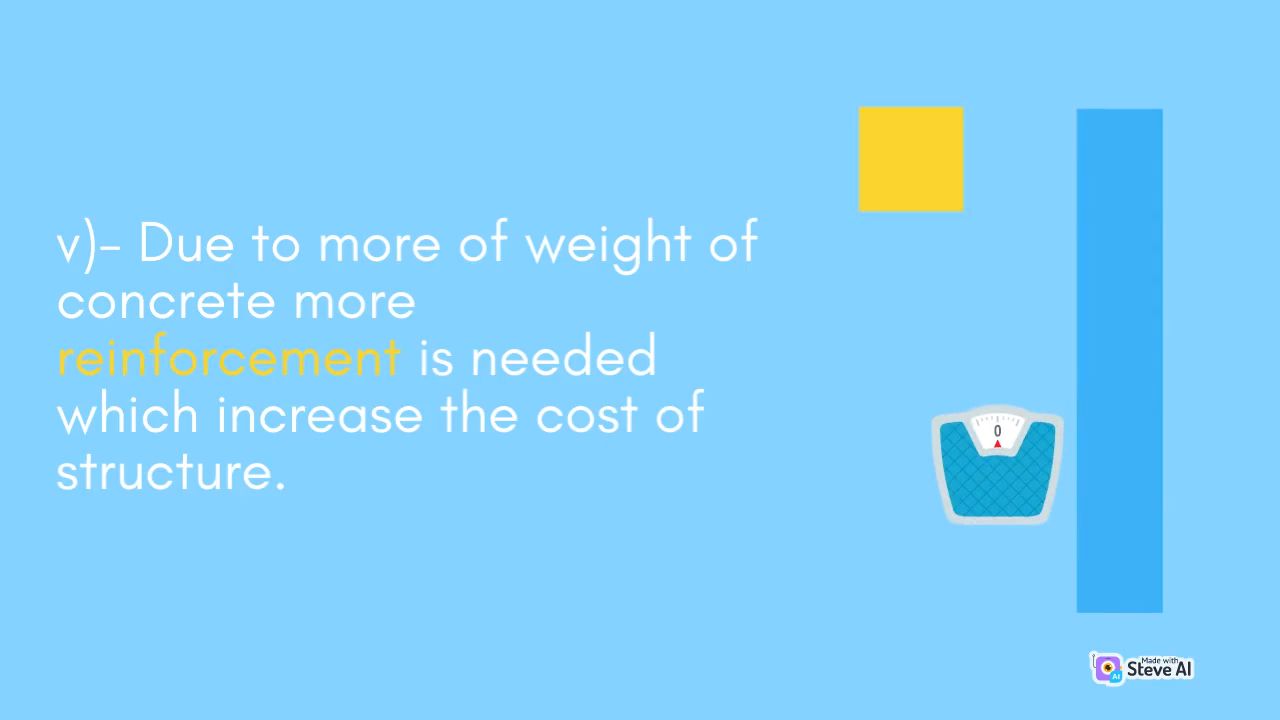 v)- Due to more of weight of
concrete more
reinforcement is needed
which increase the cost of
structure.
0
Made with
Steve AI
AI